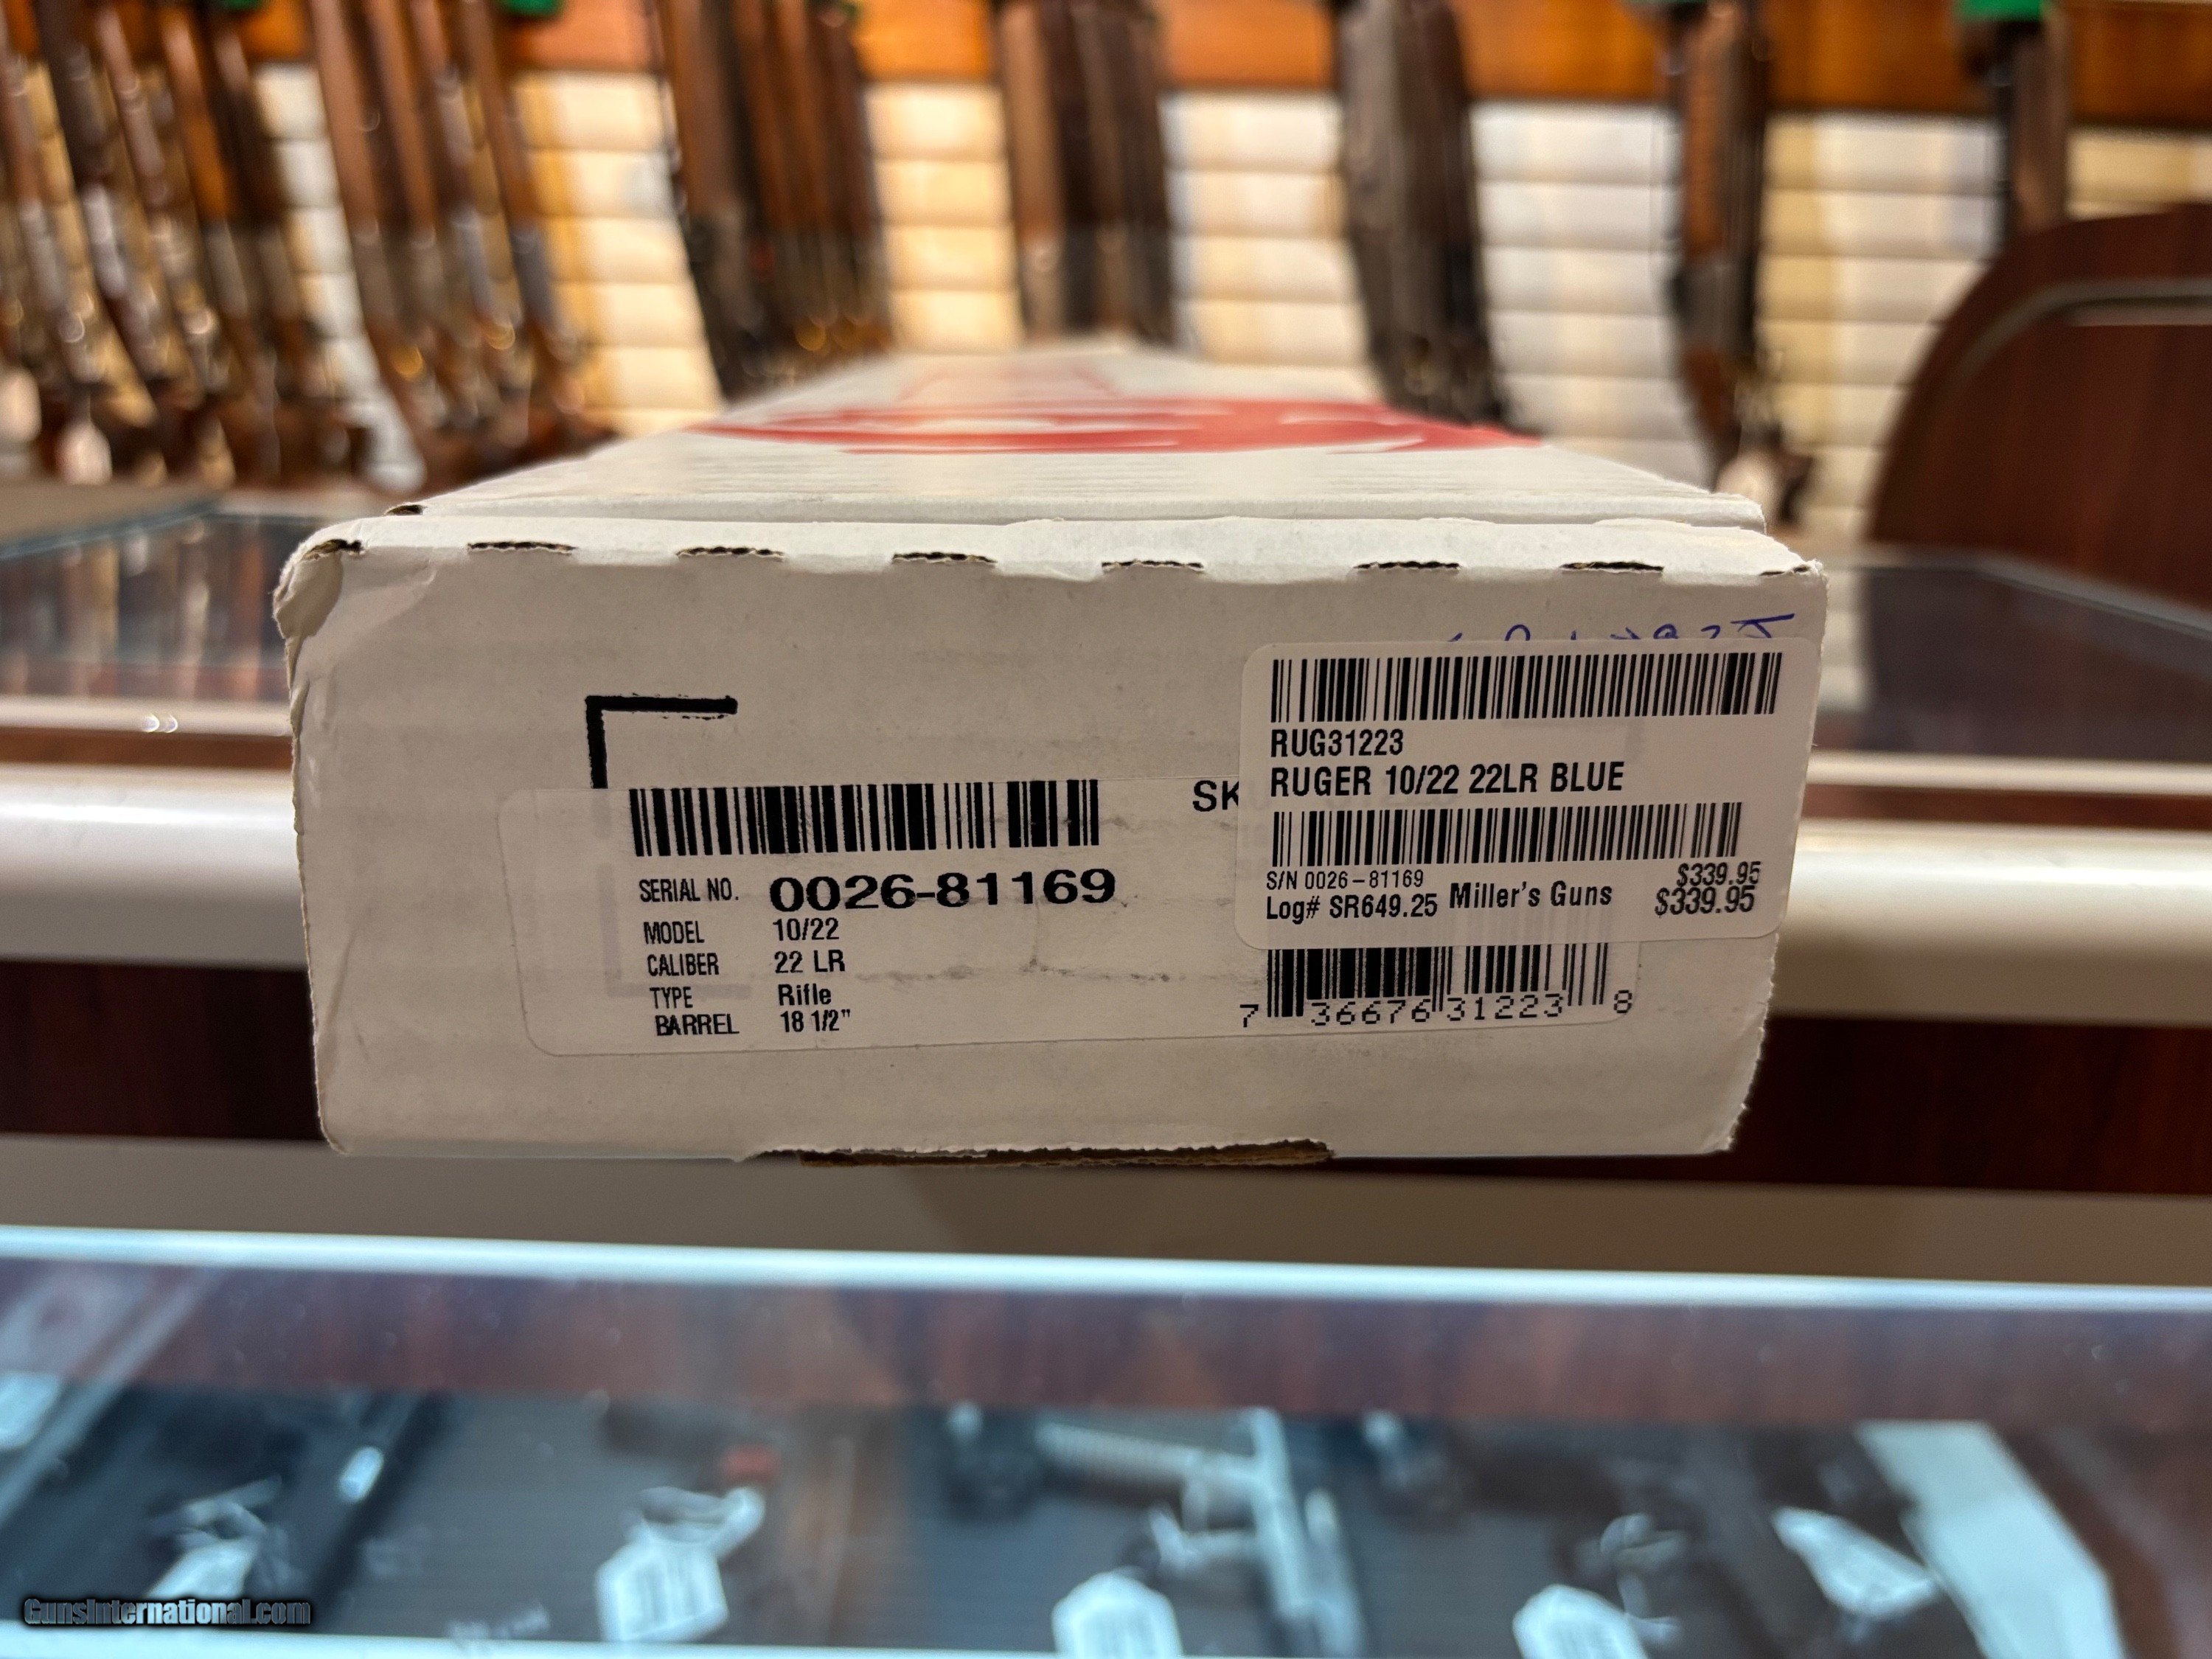 RUG31223
RUGER 10/22 22LR BLUE
S/N 0026-81169
$339.95
Log# SR649.25 Miller's Guns $339.95
SK
SERIAL NO. 0026-81169
MODEL 10/22
CALIBER 22 LR
TYPE Rifle
BARREL 18 1/2"
7 36676 31223 8
GunsInternational.com